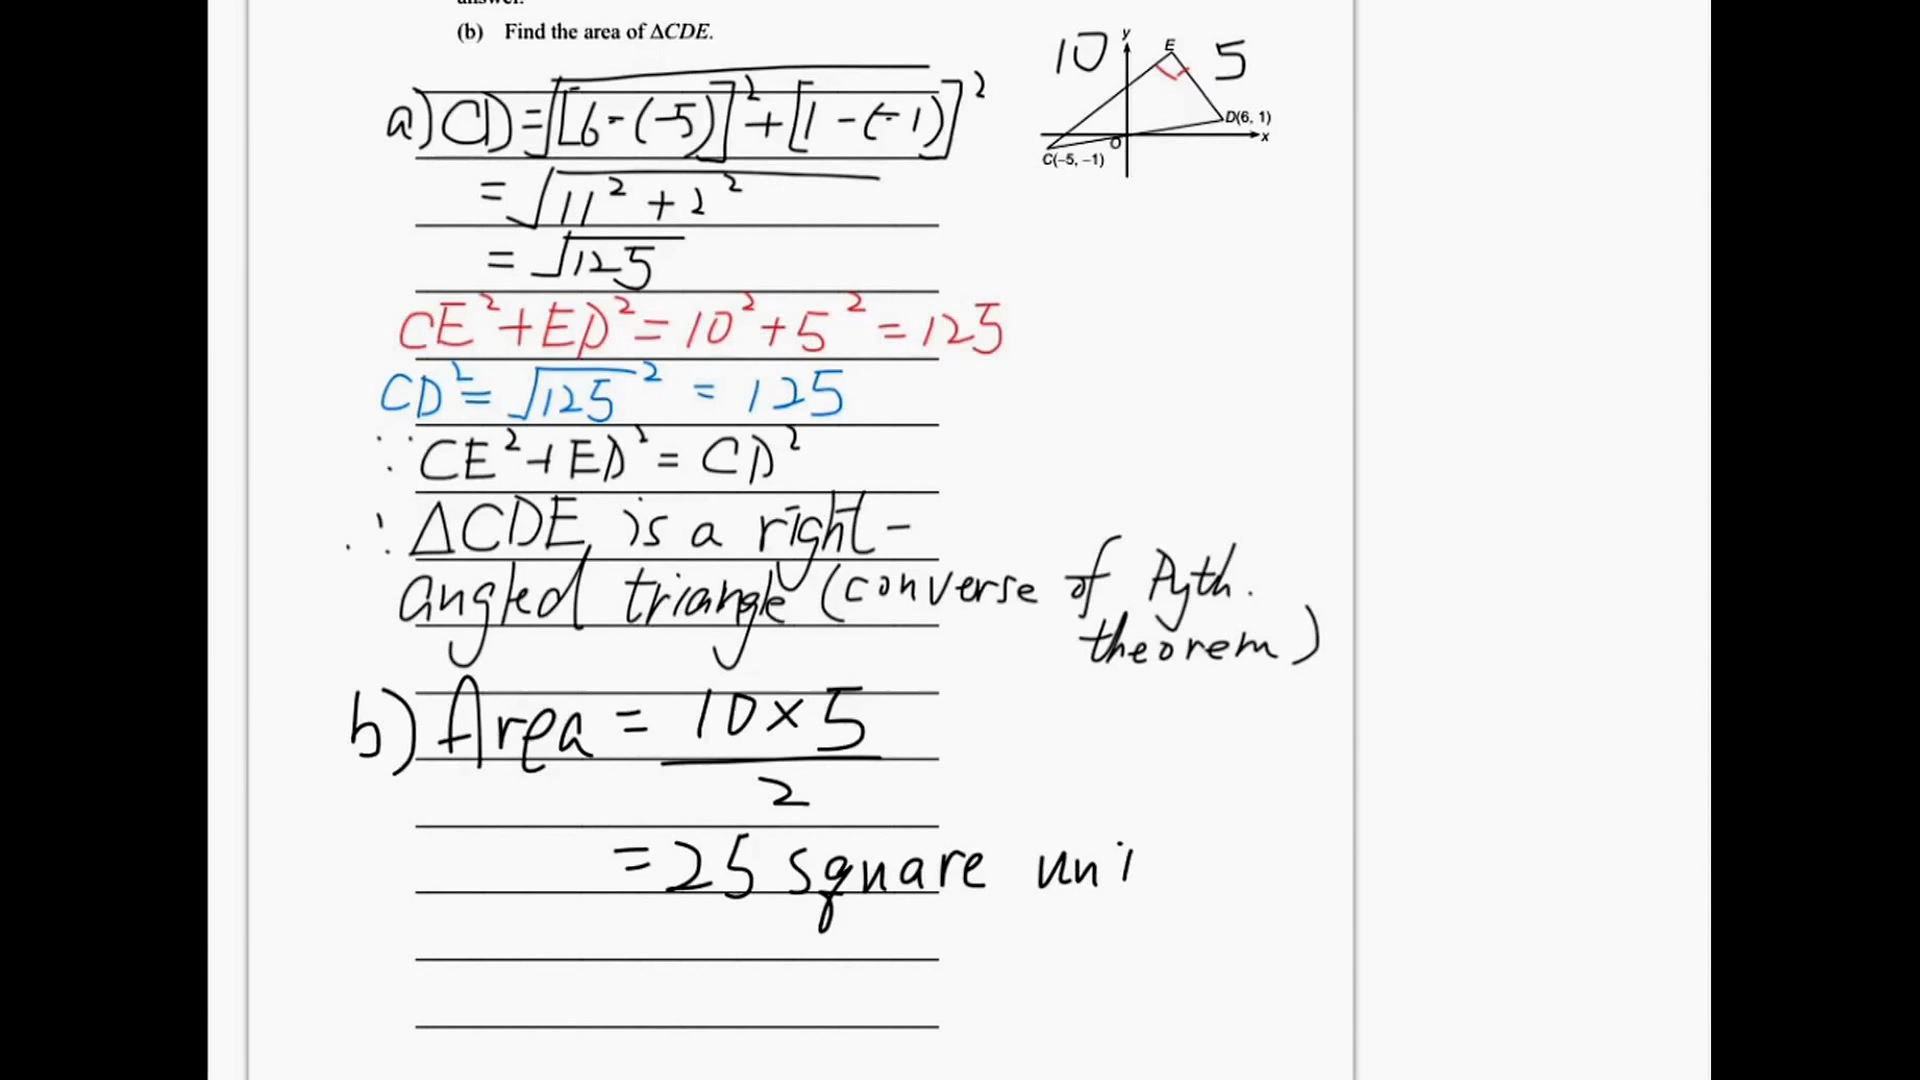 answer.
(b) Find the area of ΔCDE.
10
y
E
5
D(6, 1)
x
O
C(−5, −1)
a) CD = √[6-(-5)]² + [1-(-1)]²
= √11² + 2²
= √125
CE² + ED² = 10² + 5² = 125
CD² = √125² = 125
∵ CE² + ED² = CD²
∴ ΔCDE is a right-
angled triangle (converse of Pyth.
theorem)
b) Area = 10 × 5
2
= 25 square uni